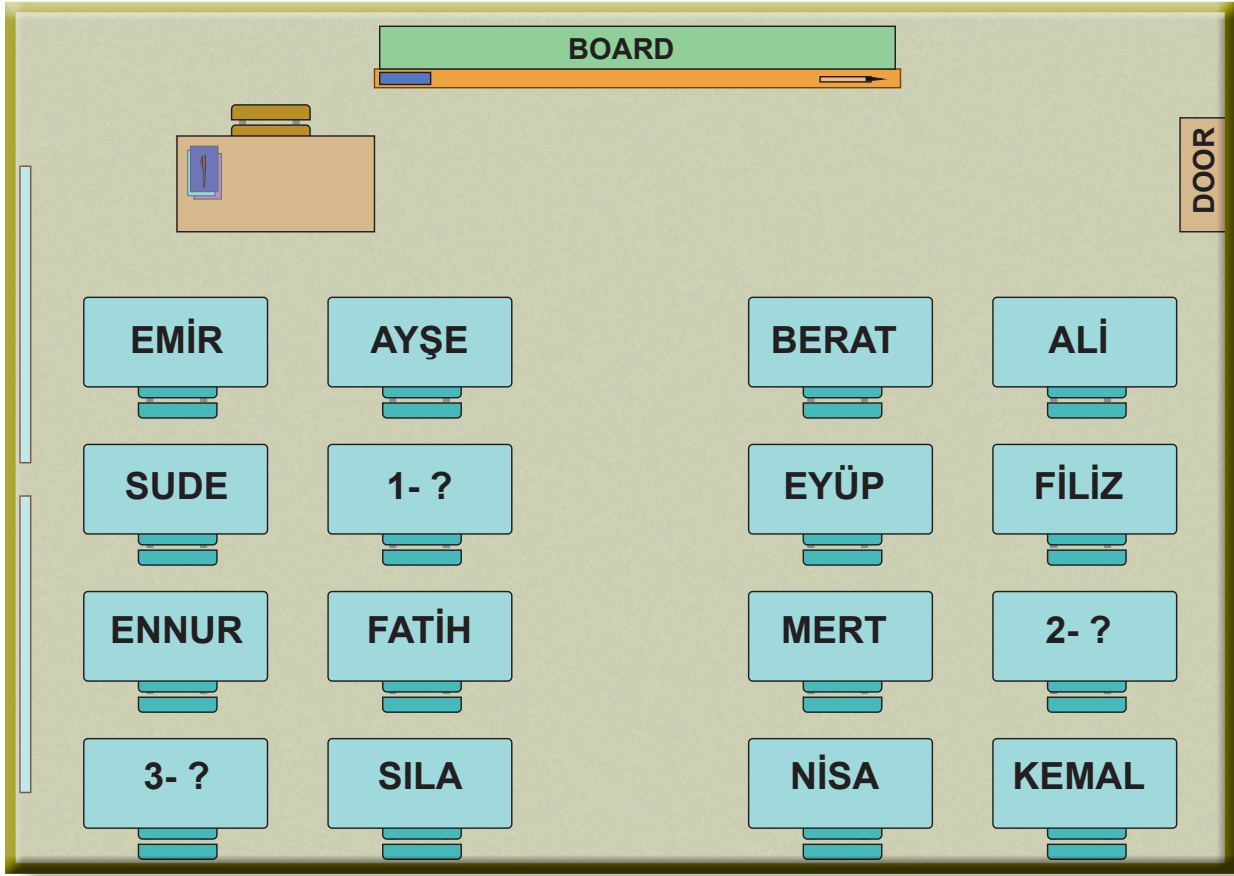 BOARD
DOOR
EMİR
AYŞE
BERAT
ALİ
SUDE
1- ?
EYÜP
FİLİZ
ENNUR
FATİH
MERT
2- ?
3- ?
SILA
NİSA
KEMAL